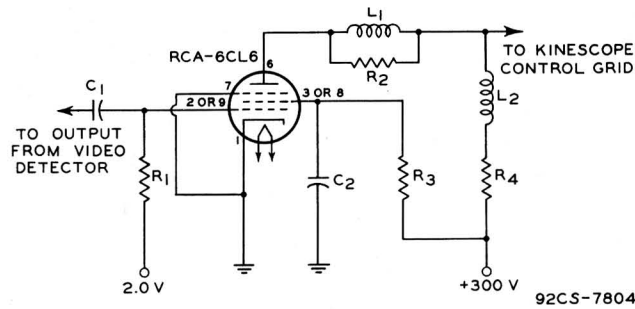 L1
RCA-6CL6
6
R2
TO KINESCOPE
CONTROL GRID
C1
7
2 OR 9
3 OR 8
L2
TO OUTPUT
FROM VIDEO
DETECTOR
1
R1
C2
R3
R4
2.0 V
+300 V
92CS-7804